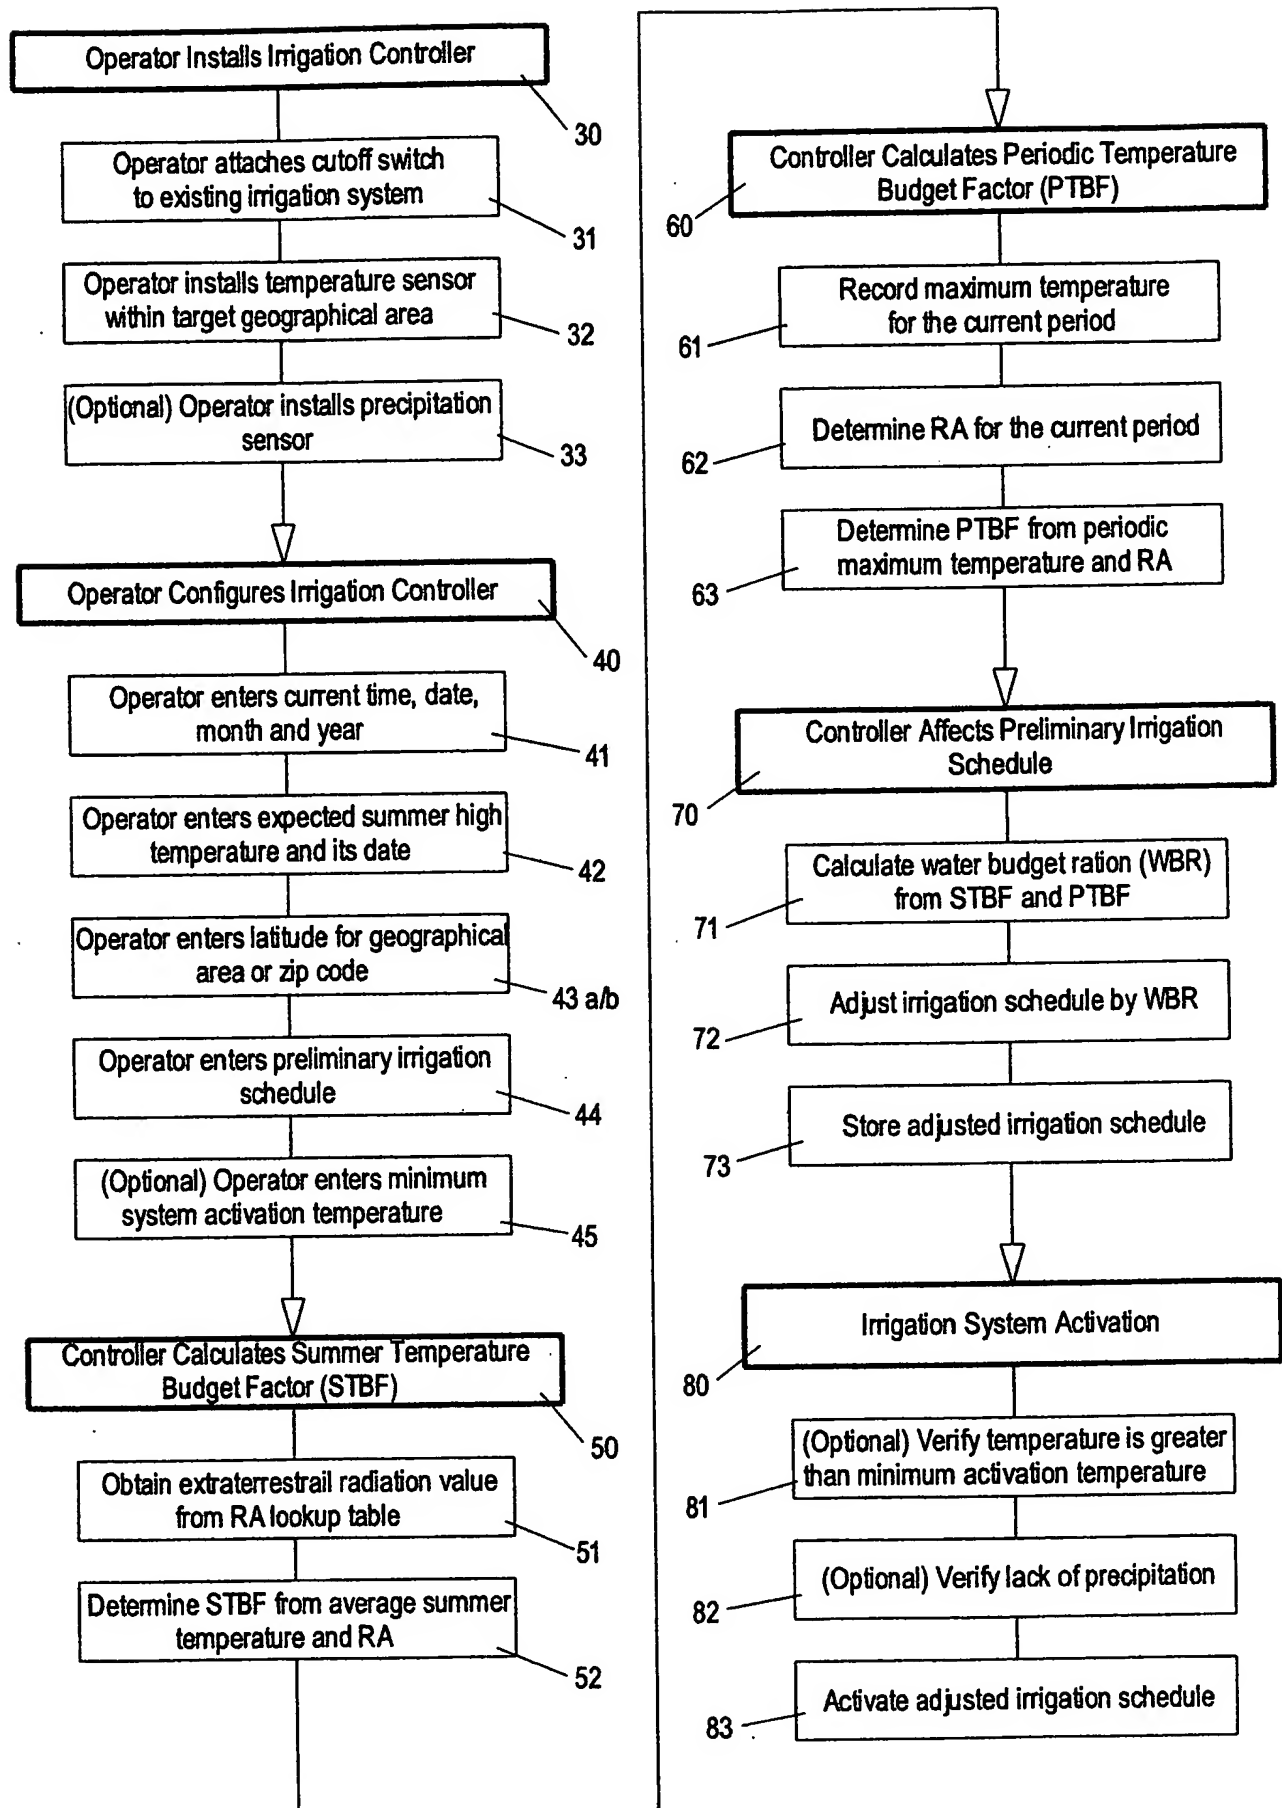 Operator Installs Irrigation Controller
30
Operator attaches cutoff switch
to existing irrigation system
31
Operator installs temperature sensor
within target geographical area
32
(Optional) Operator installs precipitation
sensor
33
Operator Configures Irrigation Controller
40
Operator enters current time, date,
month and year
41
Operator enters expected summer high
temperature and its date
42
Operator enters latitude for geographical
area or zip code
43 a/b
Operator enters preliminary irrigation
schedule
44
(Optional) Operator enters minimum
system activation temperature
45
Controller Calculates Summer Temperature
Budget Factor (STBF)
50
Obtain extraterrestrail radiation value
from RA lookup table
51
Determine STBF from average summer
temperature and RA
52
Controller Calculates Periodic Temperature
Budget Factor (PTBF)
60
Record maximum temperature
for the current period
61
Determine RA for the current period
62
Determine PTBF from periodic
maximum temperature and RA
63
Controller Affects Preliminary Irrigation
Schedule
70
Calculate water budget ration (WBR)
from STBF and PTBF
71
Adjust irrigation schedule by WBR
72
Store adjusted irrigation schedule
73
Irrigation System Activation
80
(Optional) Verify temperature is greater
than minimum activation temperature
81
(Optional) Verify lack of precipitation
82
Activate adjusted irrigation schedule
83